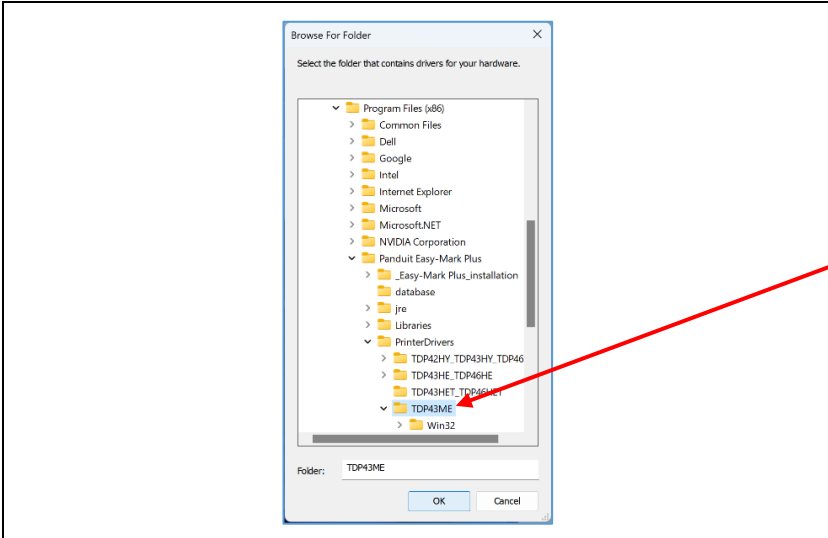 Browse For Folder
Select the folder that contains drivers for your hardware.
Program Files (x86)
Common Files
Dell
Google
Intel
Internet Explorer
Microsoft
Microsoft.NET
NVIDIA Corporation
Panduit Easy-Mark Plus
_Easy-Mark Plus_installation
database
jre
Libraries
PrinterDrivers
TDP42HY_TDP43HY_TDP46
TDP43HE_TDP46HE
TDP43HET_TDP46HET
TDP43ME
Win32
Folder: TDP43ME
OK Cancel